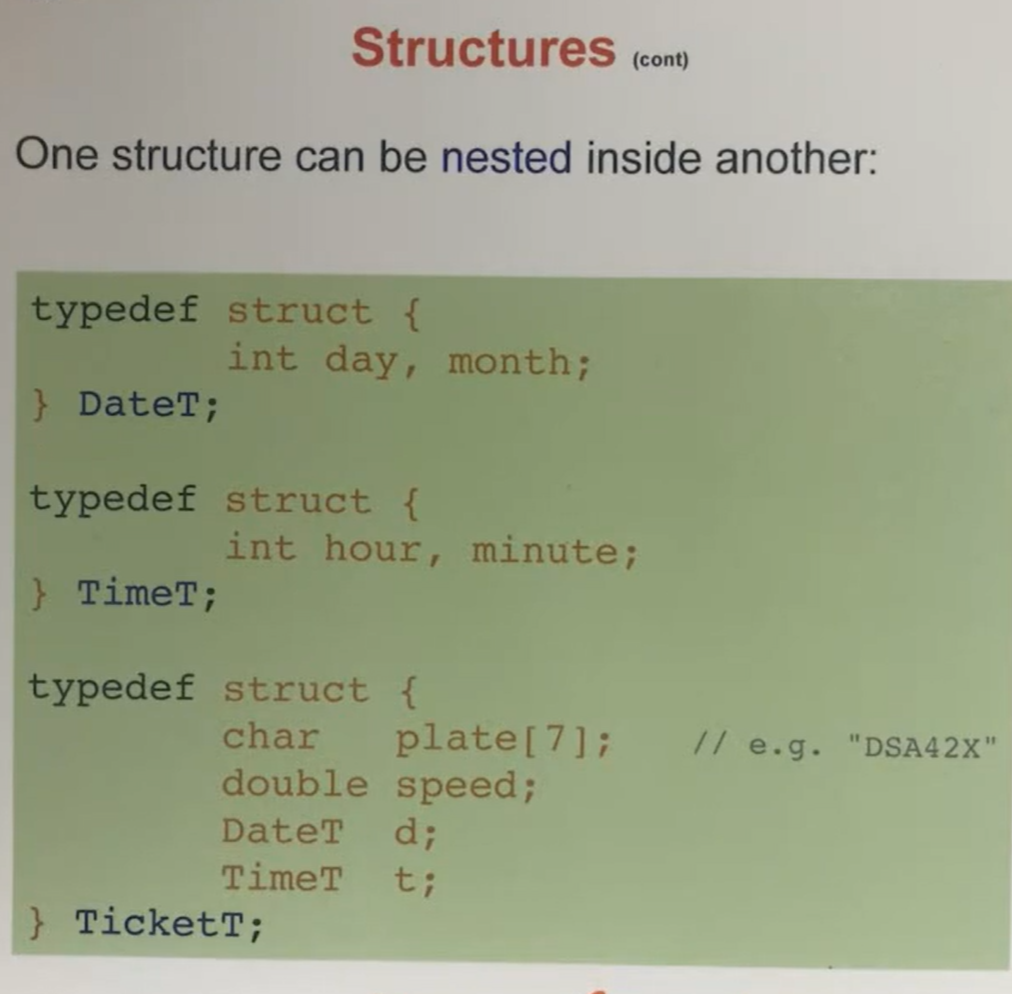 Structures (cont)
One structure can be nested inside another:
typedef struct {
        int day, month;
} DateT;
typedef struct {
        int hour, minute;
} TimeT;
typedef struct {
        char   plate[7];   // e.g. "DSA42X"
        double speed;
        DateT  d;
        TimeT  t;
} TicketT;